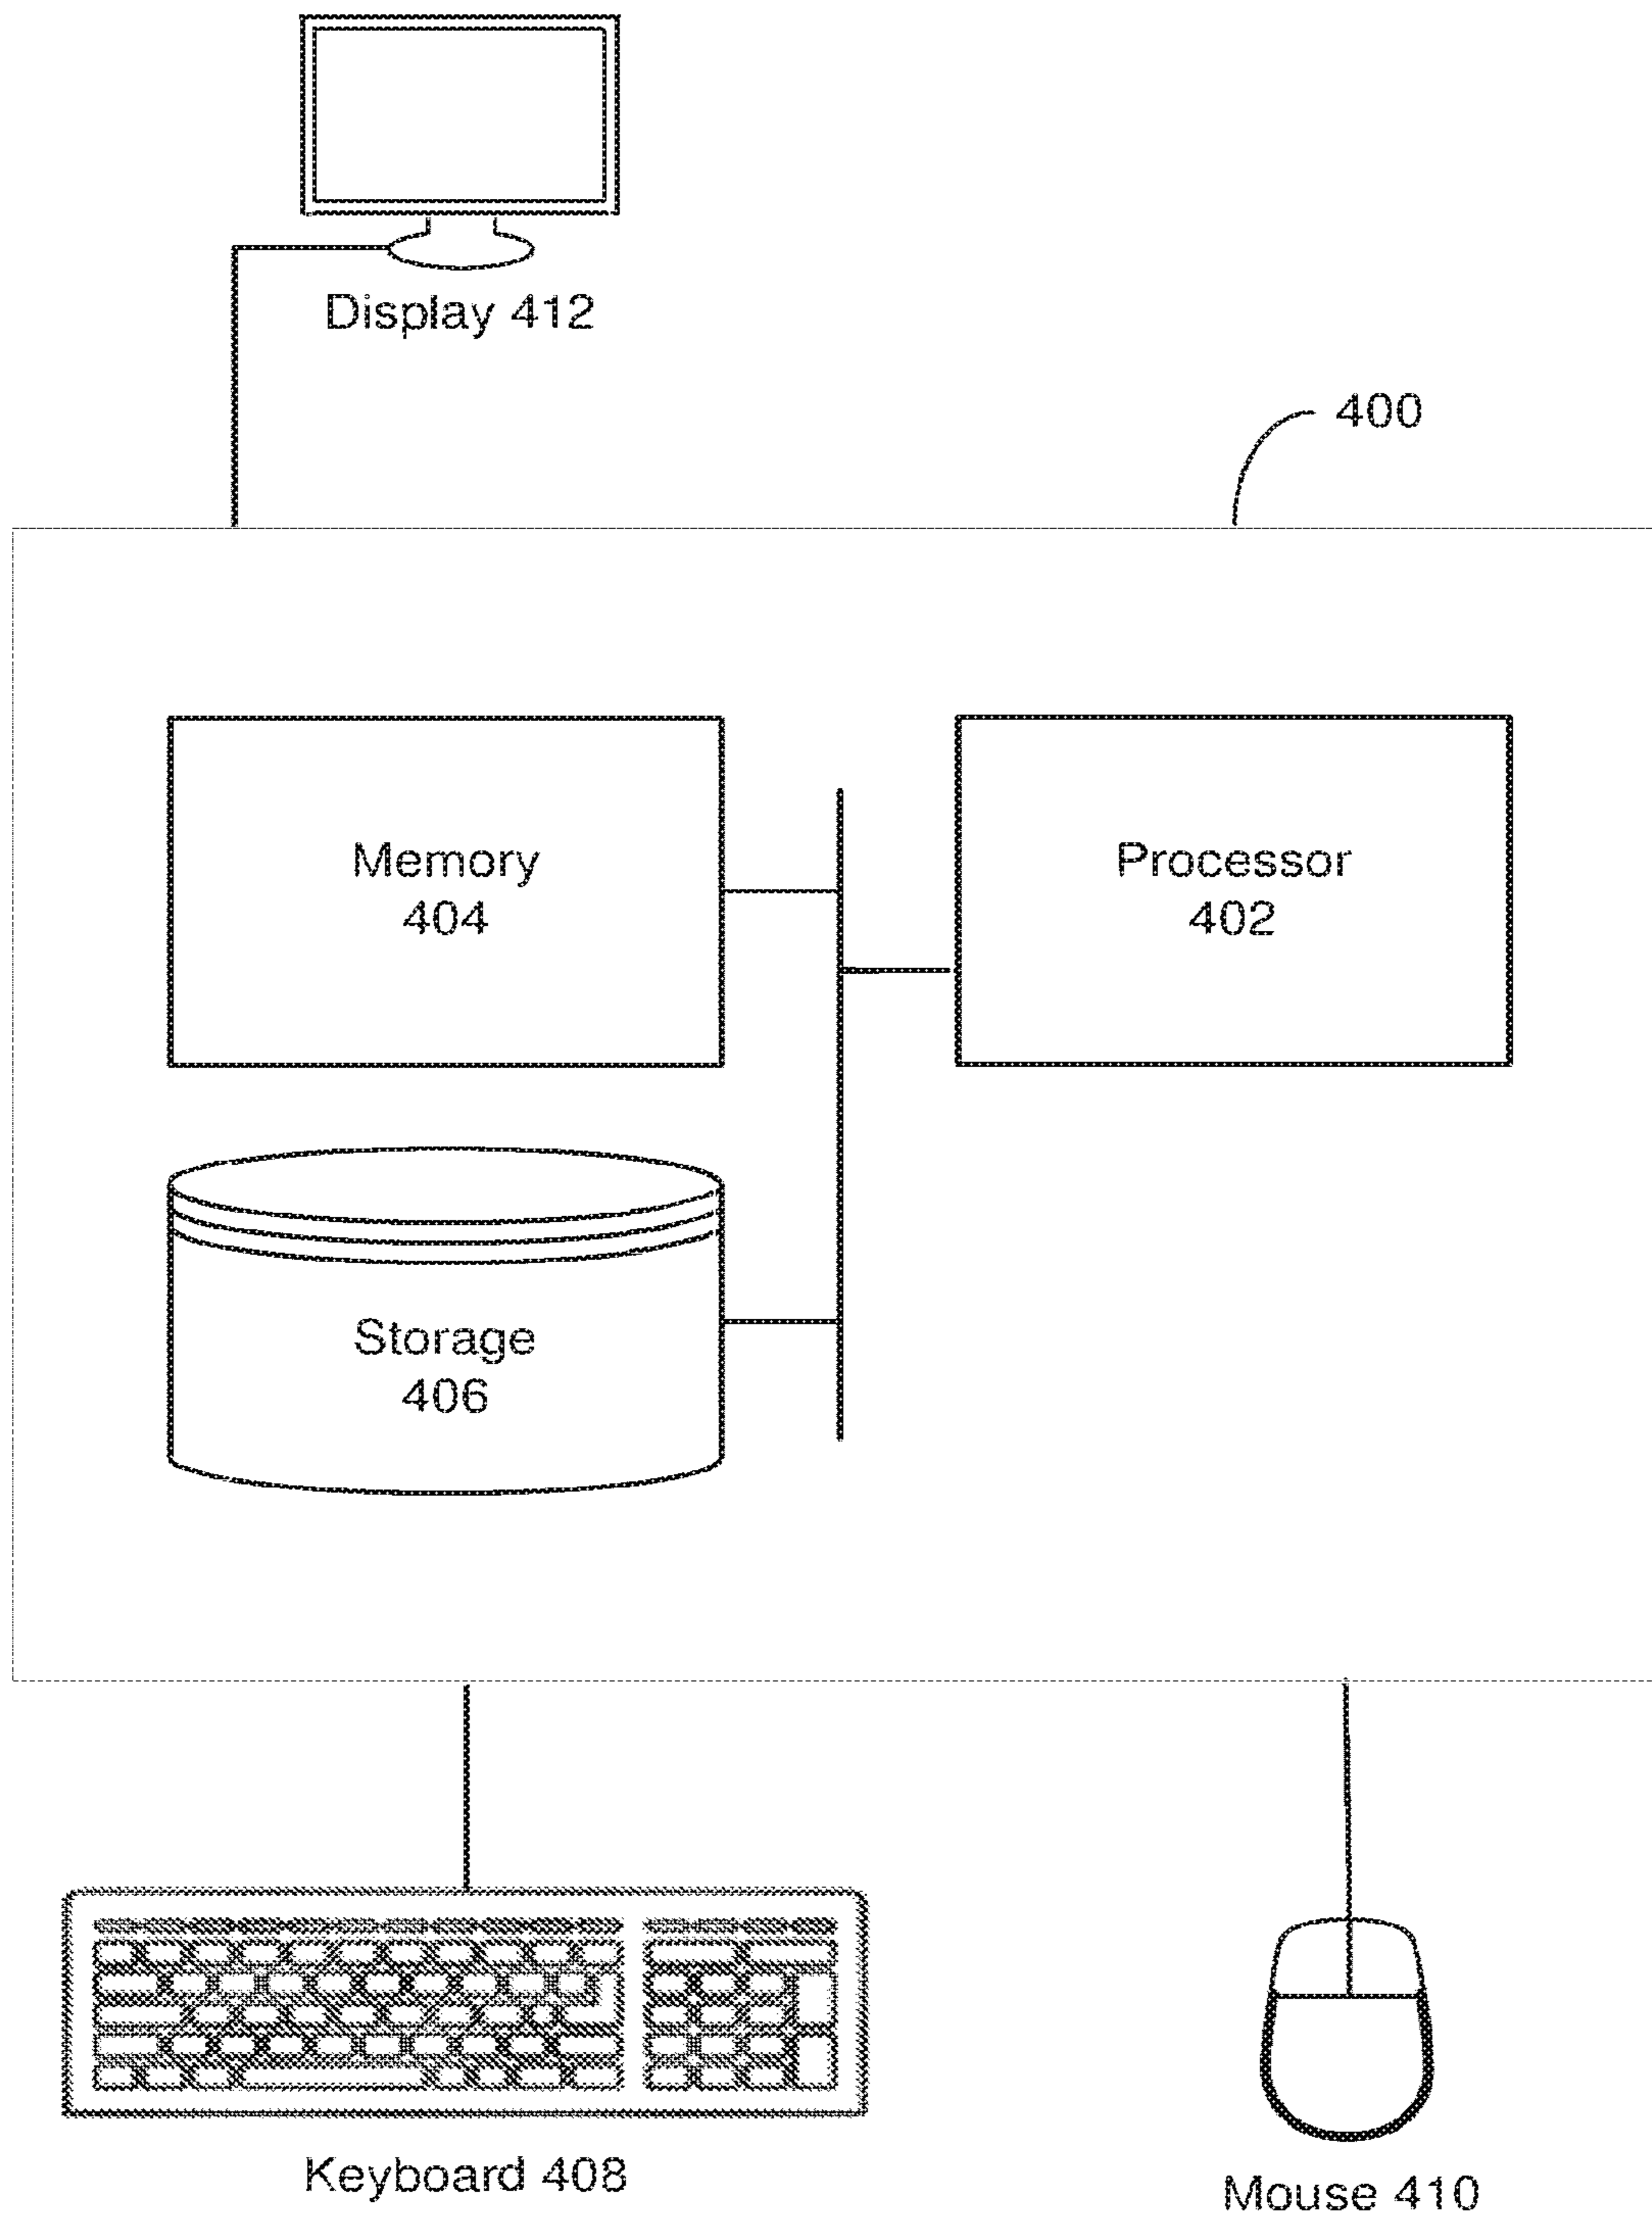 Display 412
400
Memory
404
Processor
402
Storage
406
Keyboard 408
Mouse 410